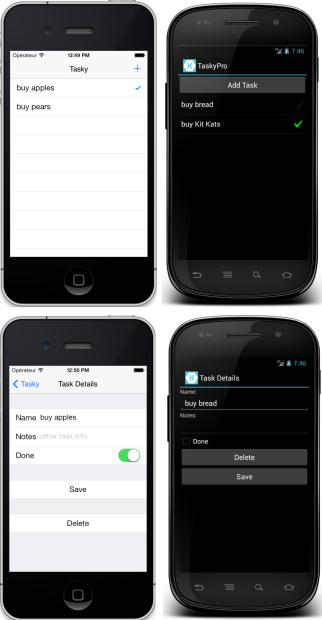 Opérateur 12:49 PM
Tasky +
buy apples
buy pears
7:46
TaskyPro
Add Task
buy bread
buy Kit Kats
Opérateur 12:50 PM
Tasky Task Details
Name buy apples
Notes other task info
Done
Save
Delete
7:46
Task Details
Name:
buy bread
Notes:
Done
Delete
Save